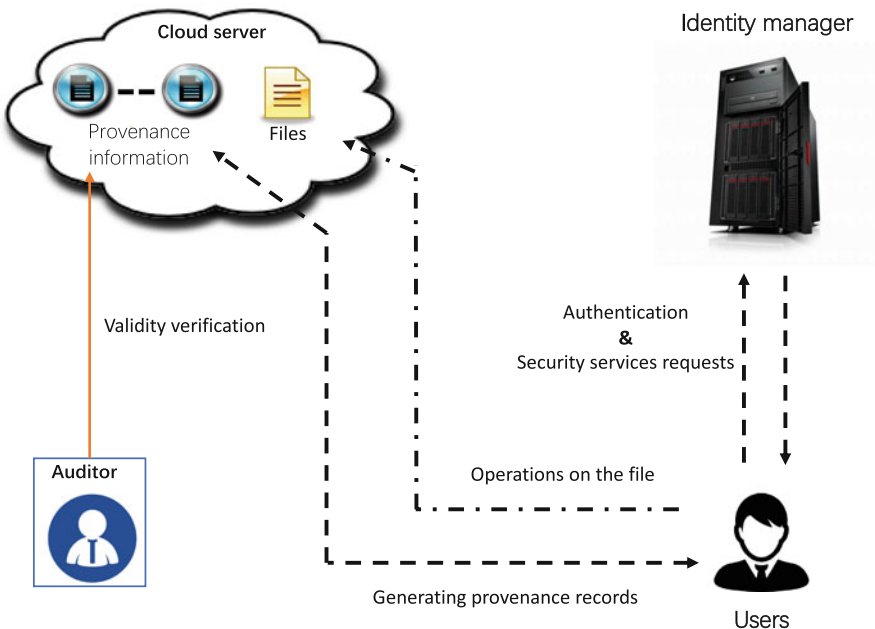 Cloud server
Identity manager
Provenance
information
Files
Validity verification
Authentication
&
Security services requests
Auditor
Operations on the file
Generating provenance records
Users